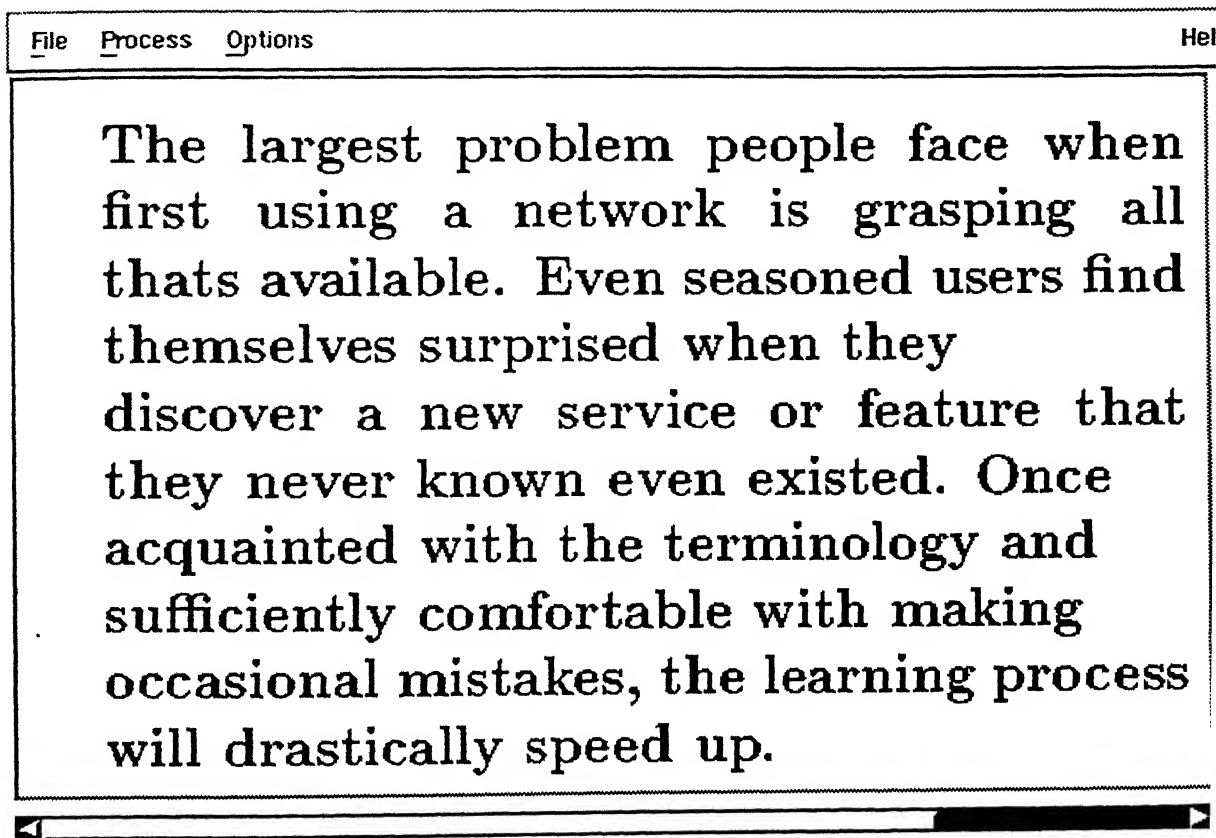 File Process Options Hel
The largest problem people face when
first using a network is grasping all
thats available. Even seasoned users find
themselves surprised when they
discover a new service or feature that
they never known even existed. Once
acquainted with the terminology and
sufficiently comfortable with making
occasional mistakes, the learning process
will drastically speed up.